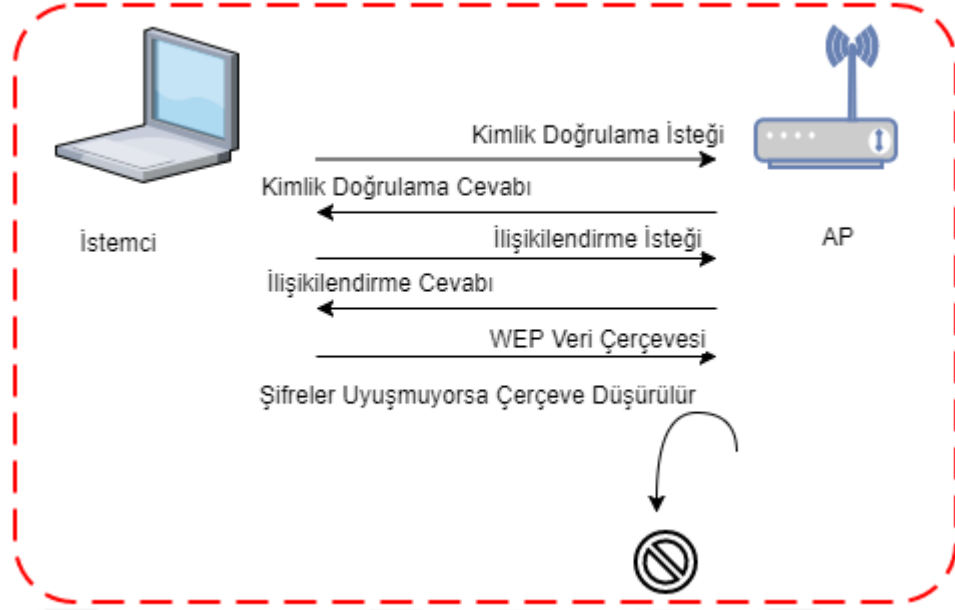 Kimlik Doğrulama İsteği
Kimlik Doğrulama Cevabı
İstemci
İlişikilendirme İsteği
AP
İlişikilendirme Cevabı
WEP Veri Çerçevesi
Şifreler Uyuşmuyorsa Çerçeve Düşürülür